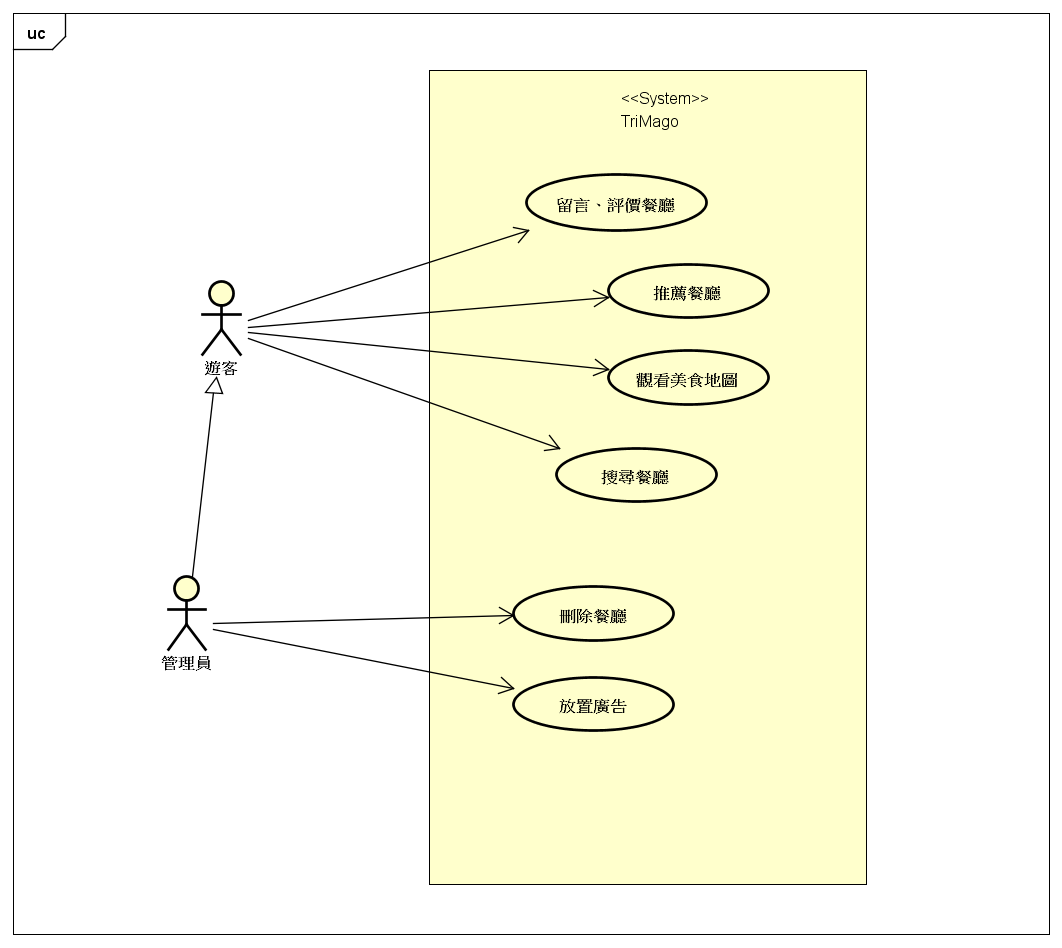 uc
<<System>>
TriMago
留言、評價餐廳
推薦餐廳
遊客
觀看美食地圖
搜尋餐廳
刪除餐廳
管理員
放置廣告